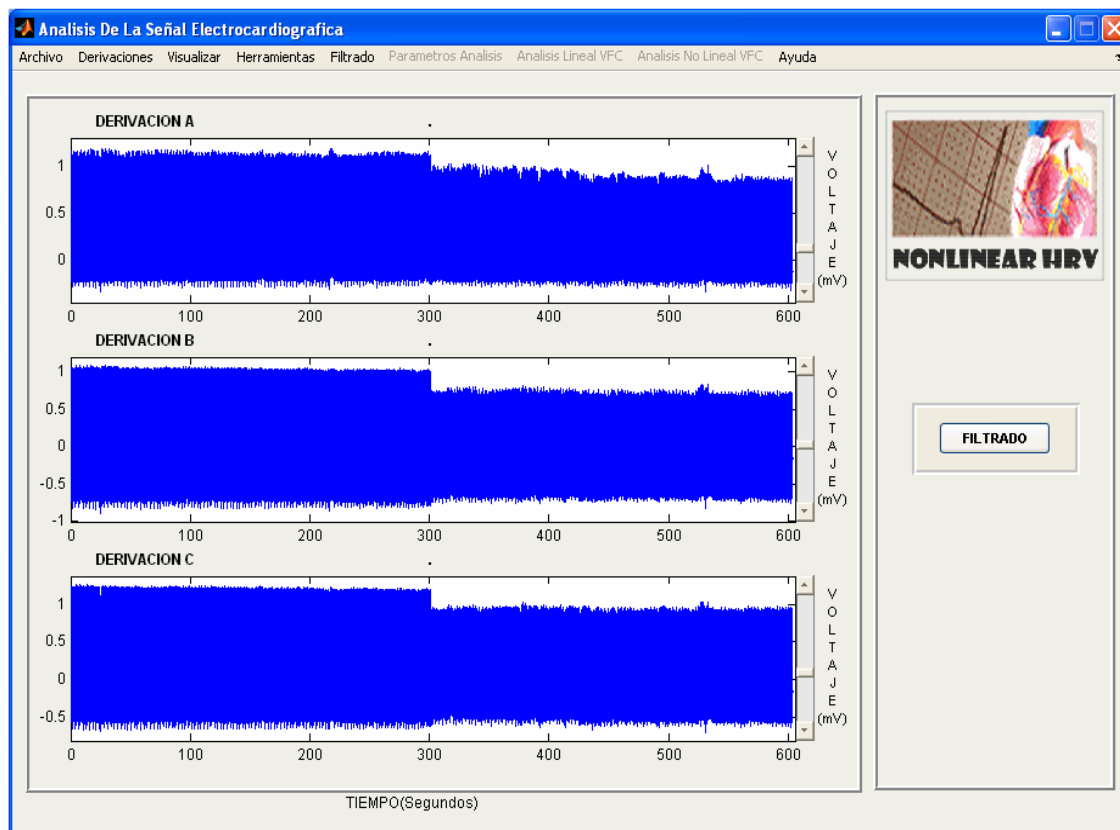 Analisis De La Señal Electrocardiografica
Archivo Derivaciones Visualizar Herramientas Filtrado Parametros Analisis Analisis Lineal VFC Analisis No Lineal VFC Ayuda
DERIVACION A .
1
0.5
0
0 100 200 300 400 500 600
VOLTAJE
(mV)
DERIVACION B .
1
0.5
0
-0.5
-1
0 100 200 300 400 500 600
VOLTAJE
(mV)
DERIVACION C .
1
0.5
0
-0.5
0 100 200 300 400 500 600
VOLTAJE
(mV)
TIEMPO(Segundos)
NONLINEAR HRV
FILTRADO